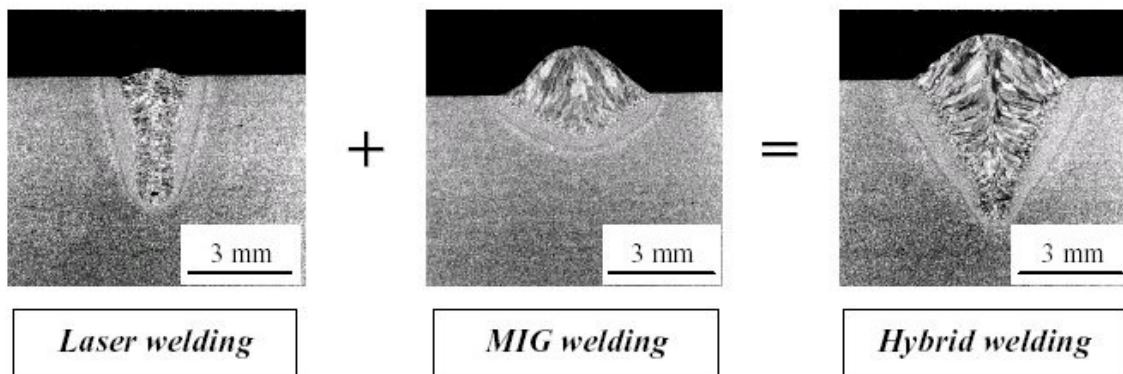 +
=
3 mm
3 mm
3 mm
Laser welding
MIG welding
Hybrid welding